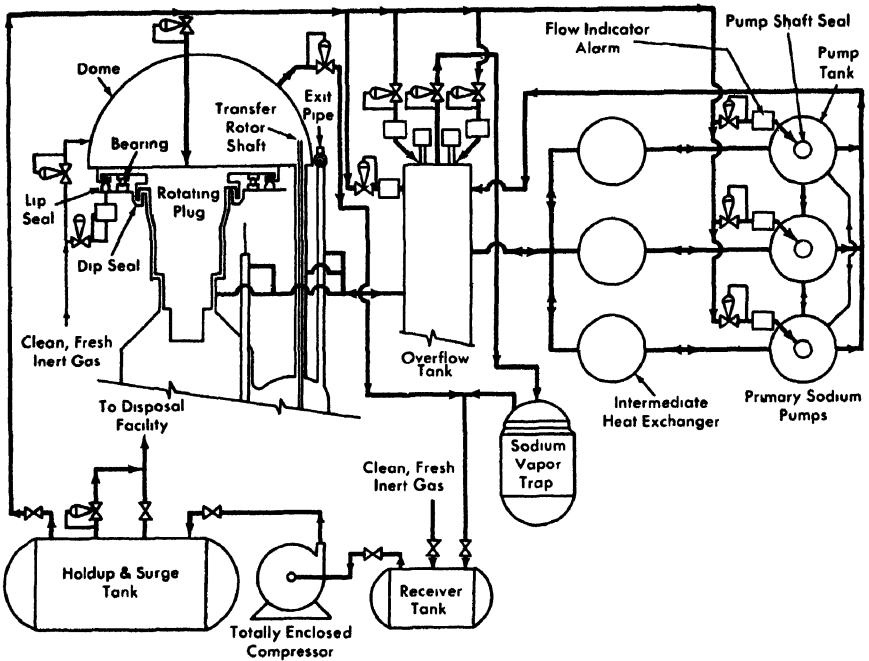 Flow Indicator
Alarm
Pump Shaft Seal
Pump
Tank
Dome
Transfer
Rotor
Shaft
Exit
Pipe
Bearing
Lip
Seal
Rotating
Plug
Dip Seal
Clean, Fresh
Inert Gas
Overflow
Tank
Intermediate
Heat Exchanger
Primary Sodium
Pumps
To Disposal
Facility
Sodium
Vapor
Trap
Clean, Fresh
Inert Gas
Holdup & Surge
Tank
Receiver
Tank
Totally Enclosed
Compressor